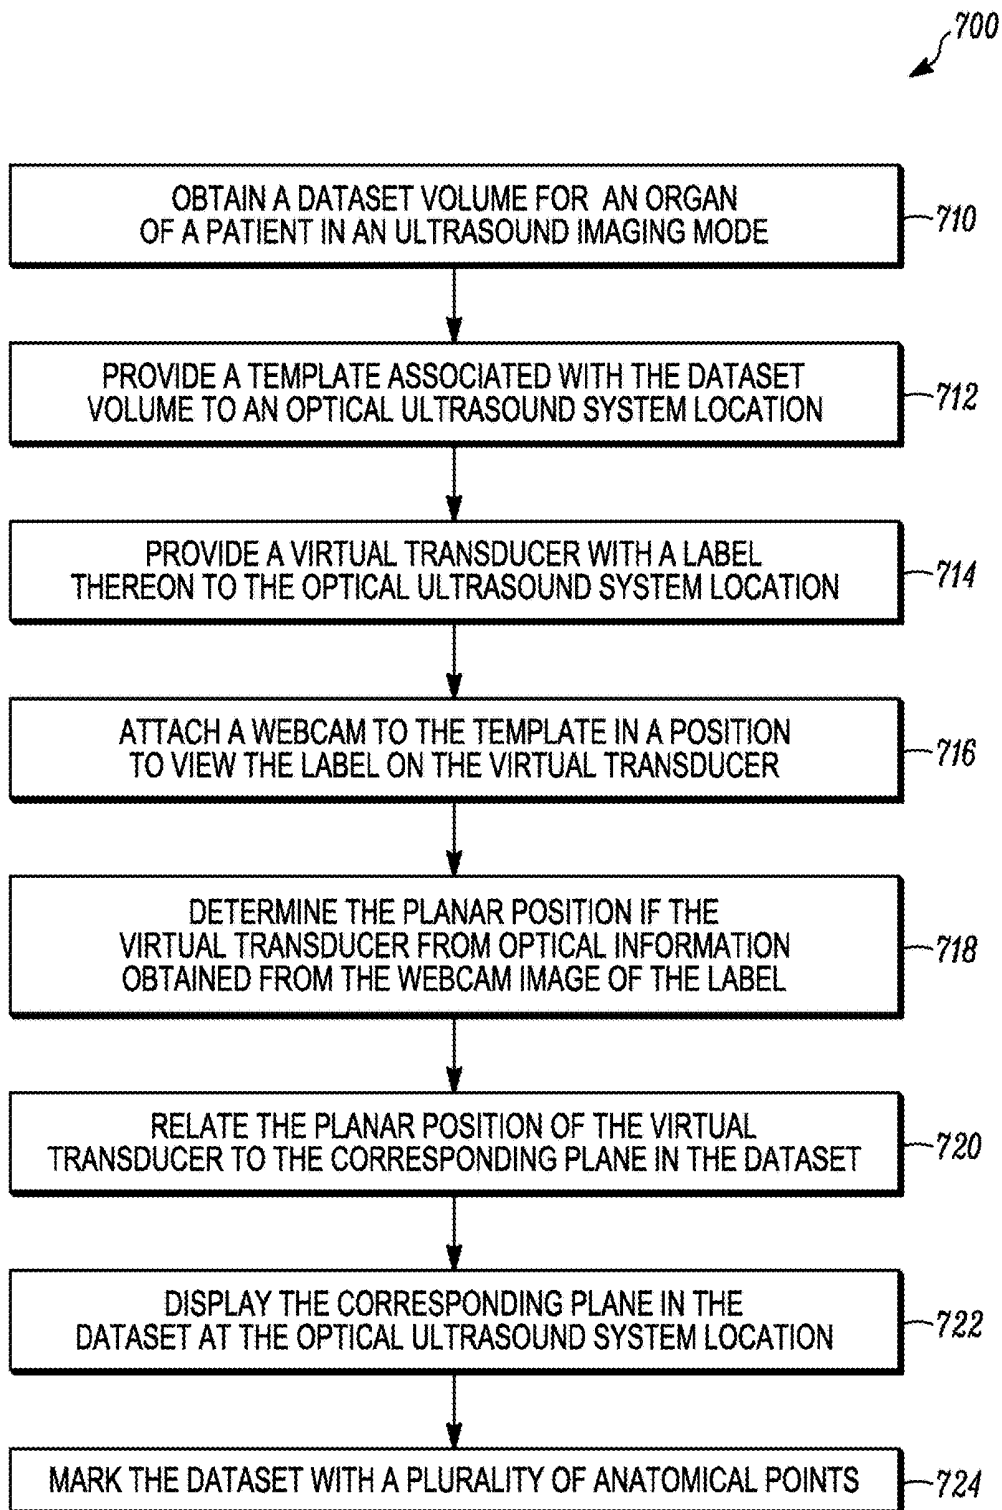 700
OBTAIN A DATASET VOLUME FOR AN ORGAN
OF A PATIENT IN AN ULTRASOUND IMAGING MODE
710
PROVIDE A TEMPLATE ASSOCIATED WITH THE DATASET
VOLUME TO AN OPTICAL ULTRASOUND SYSTEM LOCATION
712
PROVIDE A VIRTUAL TRANSDUCER WITH A LABEL
THEREON TO THE OPTICAL ULTRASOUND SYSTEM LOCATION
714
ATTACH A WEBCAM TO THE TEMPLATE IN A POSITION
TO VIEW THE LABEL ON THE VIRTUAL TRANSDUCER
716
DETERMINE THE PLANAR POSITION IF THE
VIRTUAL TRANSDUCER FROM OPTICAL INFORMATION
OBTAINED FROM THE WEBCAM IMAGE OF THE LABEL
718
RELATE THE PLANAR POSITION OF THE VIRTUAL
TRANSDUCER TO THE CORRESPONDING PLANE IN THE DATASET
720
DISPLAY THE CORRESPONDING PLANE IN THE
DATASET AT THE OPTICAL ULTRASOUND SYSTEM LOCATION
722
MARK THE DATASET WITH A PLURALITY OF ANATOMICAL POINTS
724